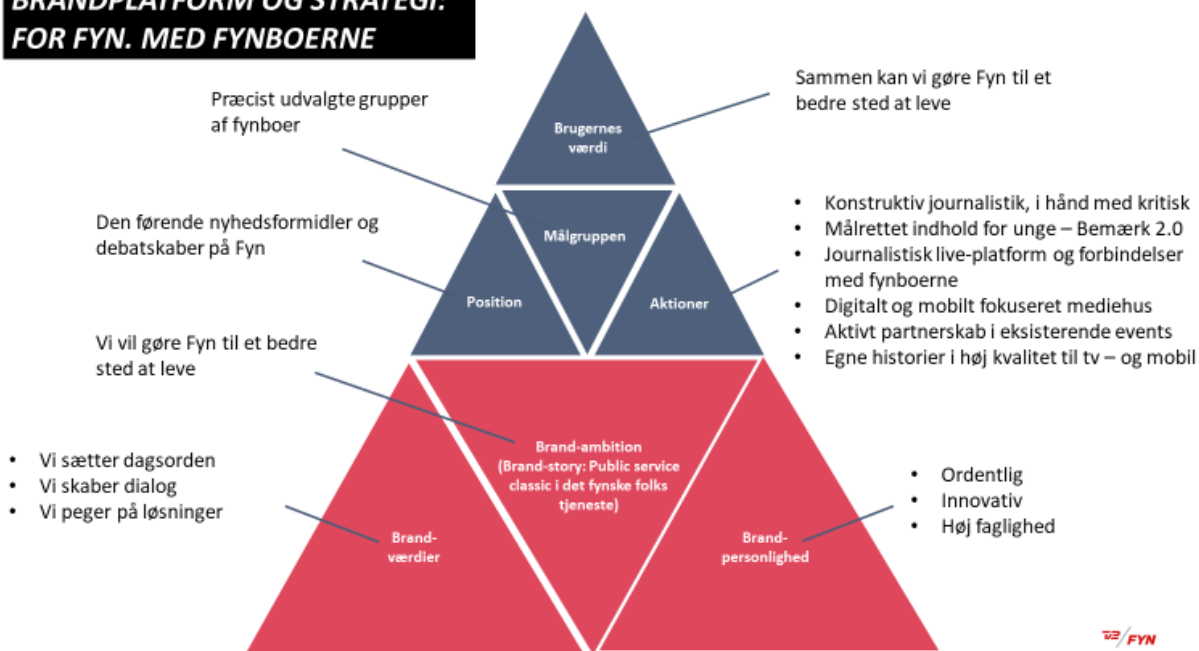 BRANDPLATFORM OG STRATEGI:
FOR FYN. MED FYNBOERNE
Præcist udvalgte grupper
af fynboer
Sammen kan vi gøre Fyn til et
bedre sted at leve
Brugernes
værdi
Den førende nyhedsformidler og
debatskaber på Fyn
Målgruppen
Position
Aktioner
• Konstruktiv journalistik, i hånd med kritisk
• Målrettet indhold for unge – Bemærk 2.0
• Journalistisk live-platform og forbindelser
med fynboerne
• Digitalt og mobilt fokuseret mediehus
• Aktivt partnerskab i eksisterende events
• Egne historier i høj kvalitet til tv – og mobil
Vi vil gøre Fyn til et bedre
sted at leve
Brand-ambition
(Brand-story: Public service
classic i det fynske folks
tjeneste)
• Vi sætter dagsorden
• Vi skaber dialog
• Vi peger på løsninger
Brand-
værdier
Brand-
personlighed
• Ordentlig
• Innovativ
• Høj faglighed
TV2/FYN